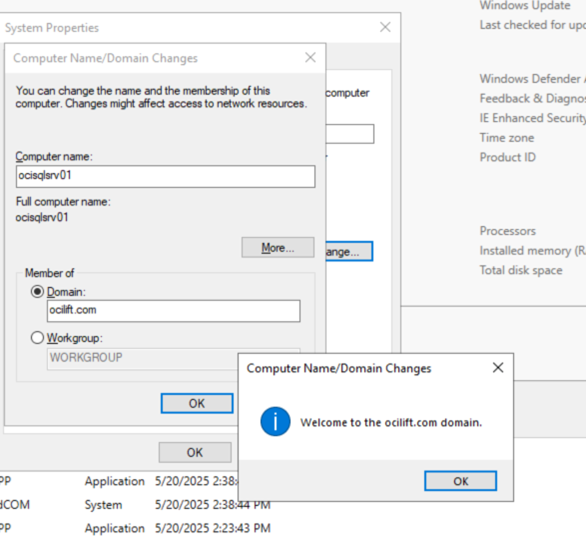 Windows Update
Last checked for upd
System Properties
Computer Name/Domain Changes
You can change the name and the membership of this
computer. Changes might affect access to network resources.
Computer name:
ocisqlsrv01
Full computer name:
ocisqlsrv01
More...
Member of
Domain:
ocilift.com
Workgroup:
WORKGROUP
OK
OK
computer
ange...
Windows Defender
Feedback & Diagnos
IE Enhanced Security
Time zone
Product ID
Processors
Installed memory (R
Total disk space
Computer Name/Domain Changes
Welcome to the ocilift.com domain.
OK
PP Application 5/20/2025 2:38:
COM System 5/20/2025 2:38:44 PM
PP Application 5/20/2025 2:23:43 PM